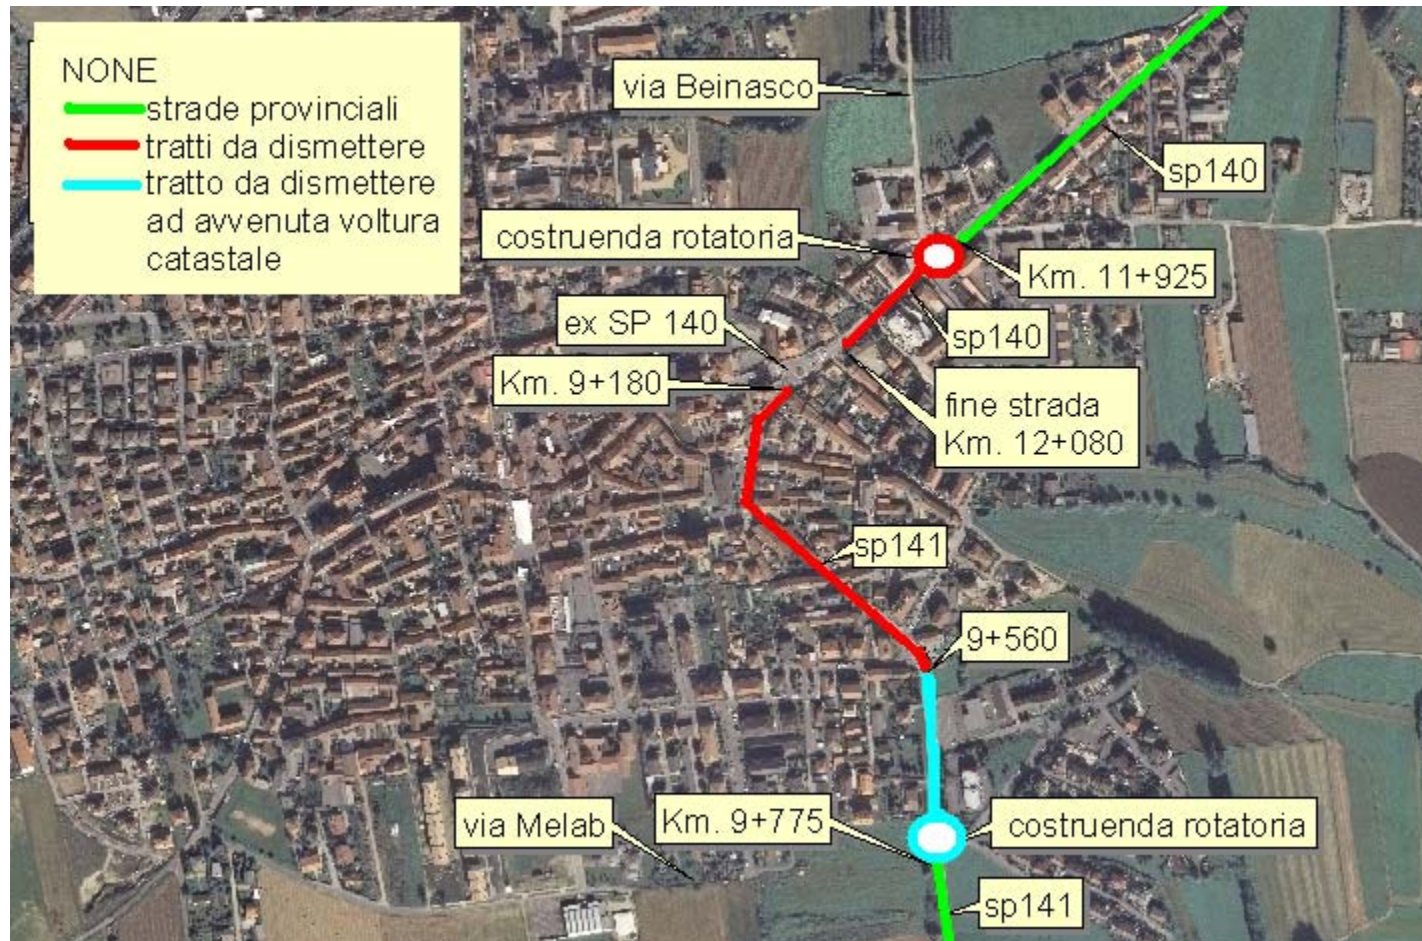 NONE
strade provinciali
tratti da dismettere
tratto da dismettere
ad avvenuta voltura
catastale
via Beinasco
sp140
costruenda rotatoria
Km. 11+925
ex SP 140
sp140
Km. 9+180
fine strada
Km. 12+080
sp141
9+560
via Melab
Km. 9+775
costruenda rotatoria
sp141